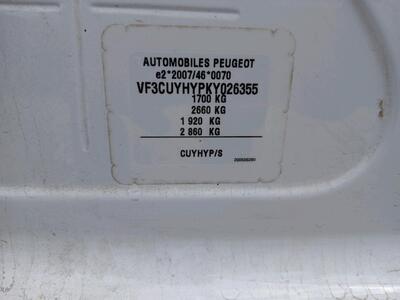 AUTOMOBILES PEUGEOT
e2*2007/46*0070
VF3CUYHYPKY026355
1700 KG
2660 KG
1 920 KG
2 860 KG
CUYHYP/S